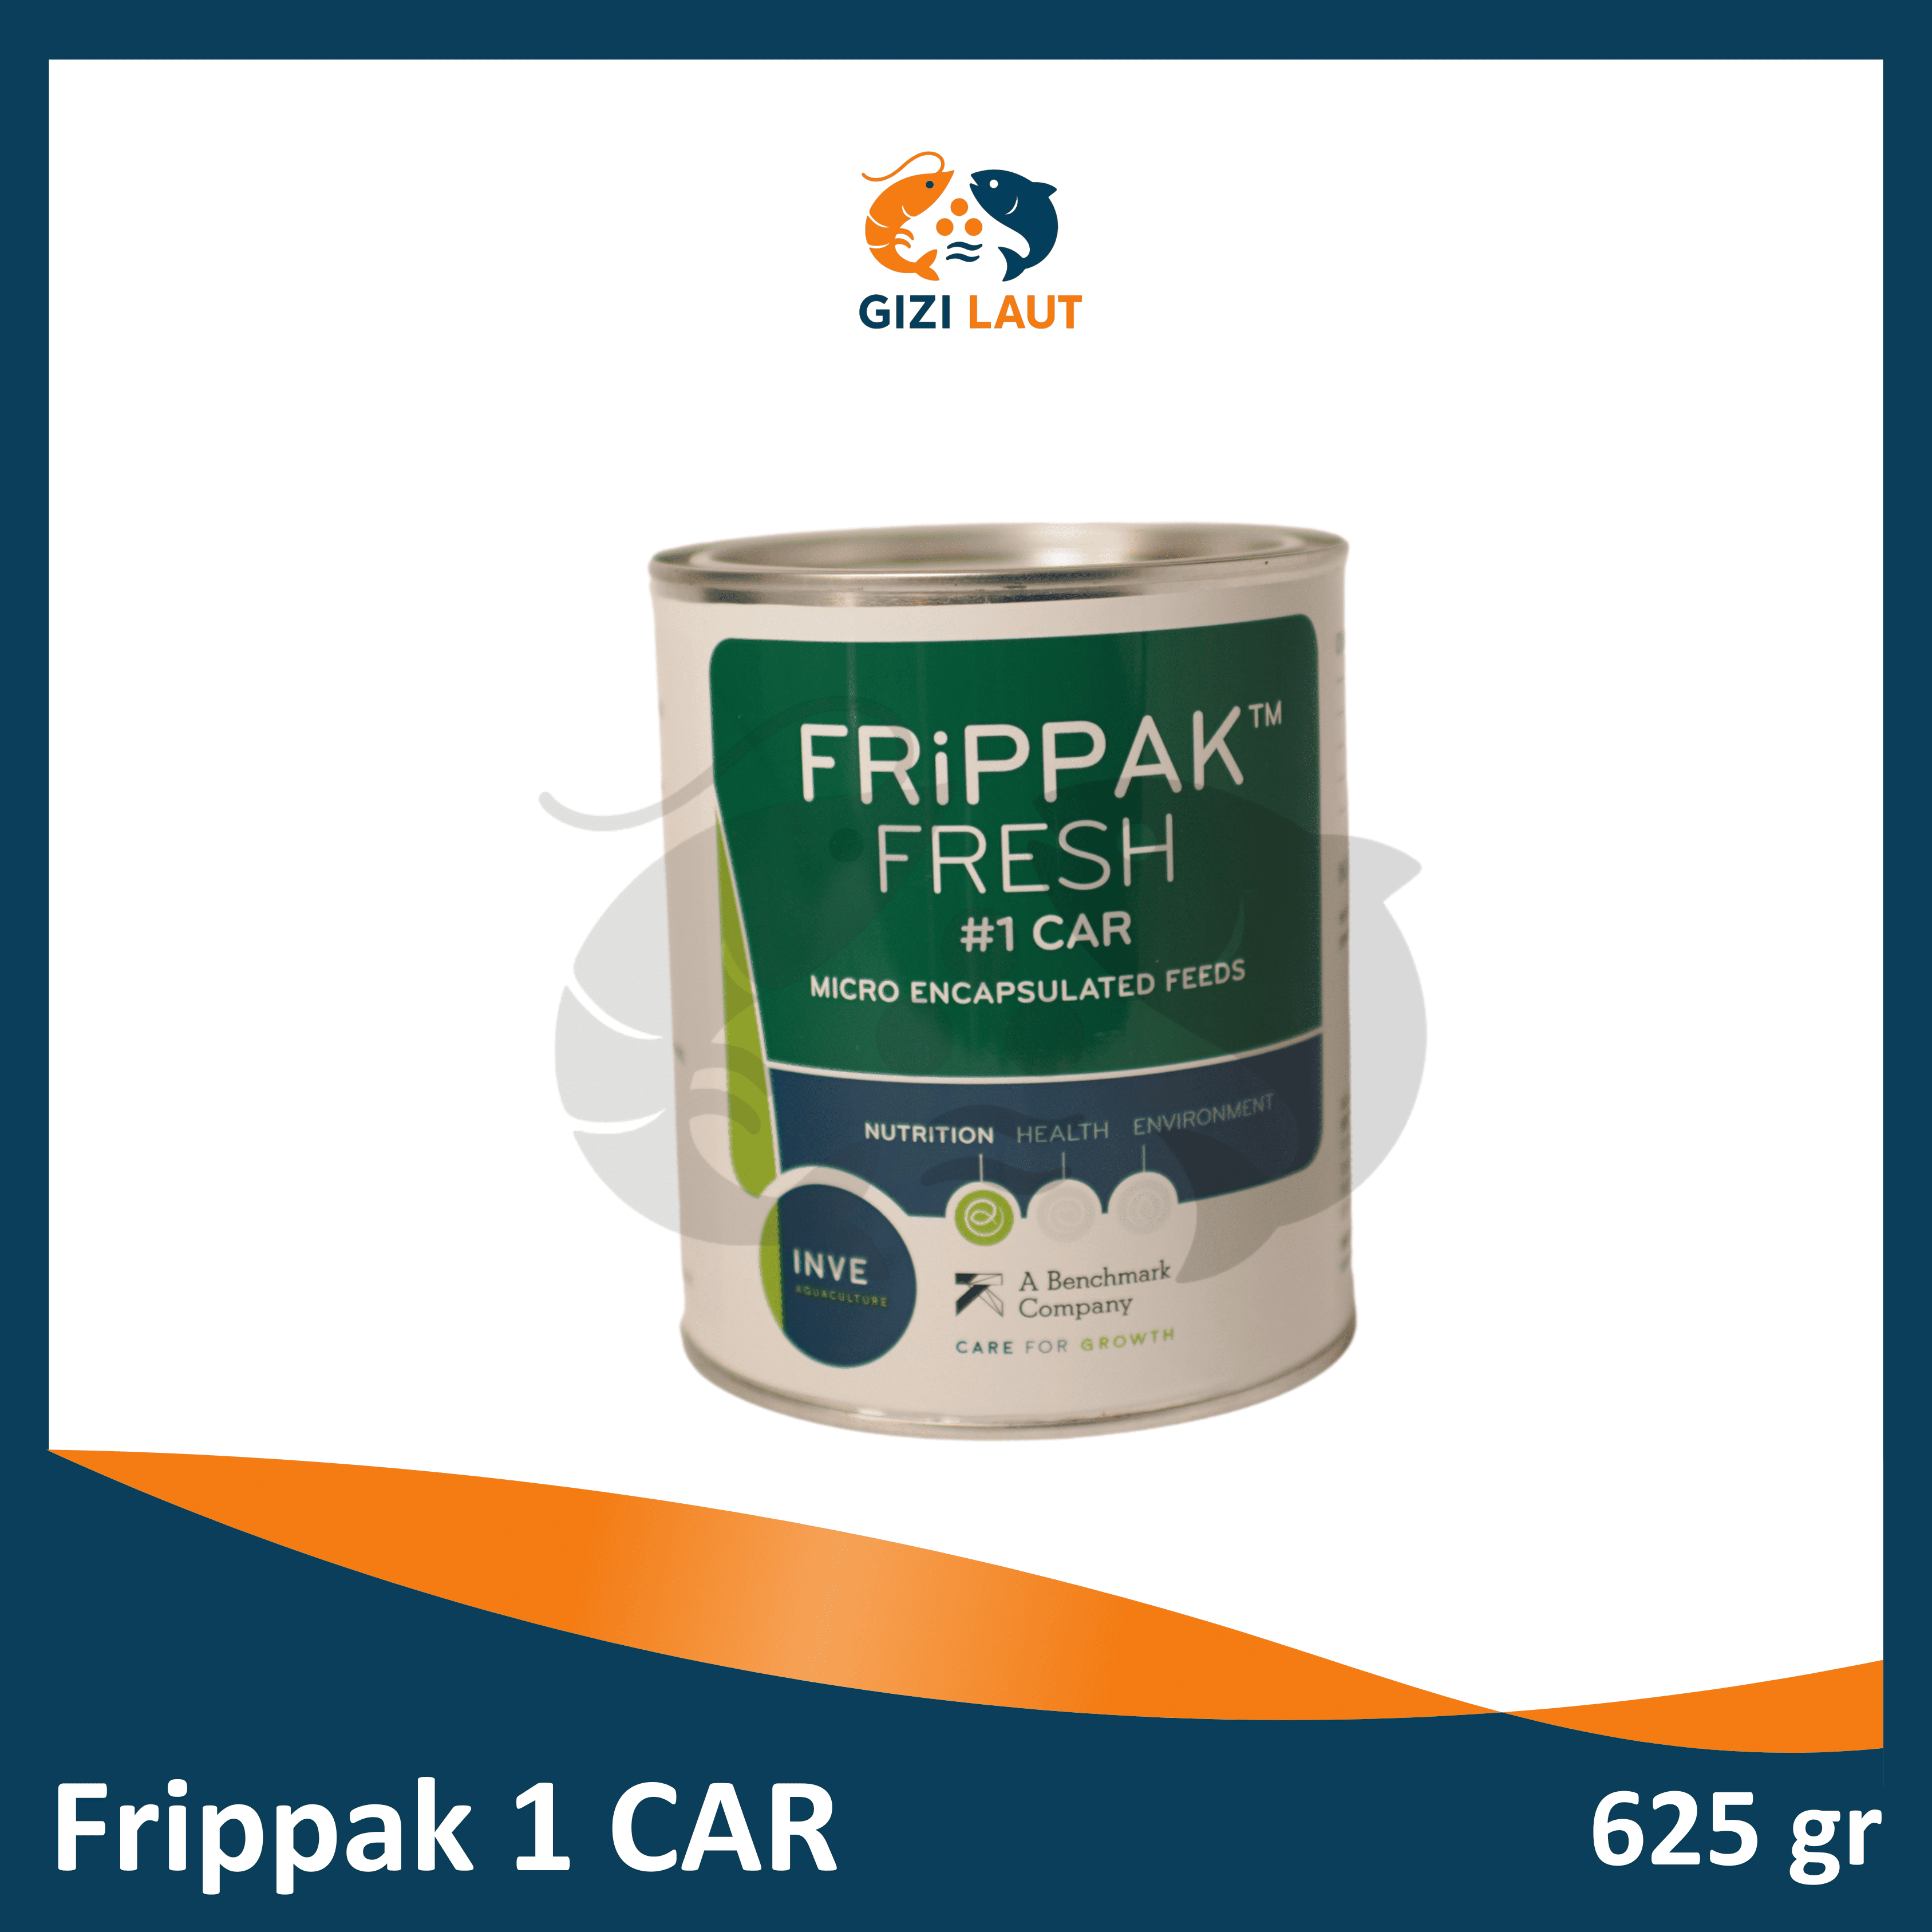 GIZI LAUT
FRiPPAK™
FRESH
#1 CAR
MICRO ENCAPSULATED FEEDS
NUTRITION HEALTH ENVIRONMENT
INVE
AQUACULTURE
A Benchmark
Company
CARE FOR GROWTH
Frippak 1 CAR
625 gr